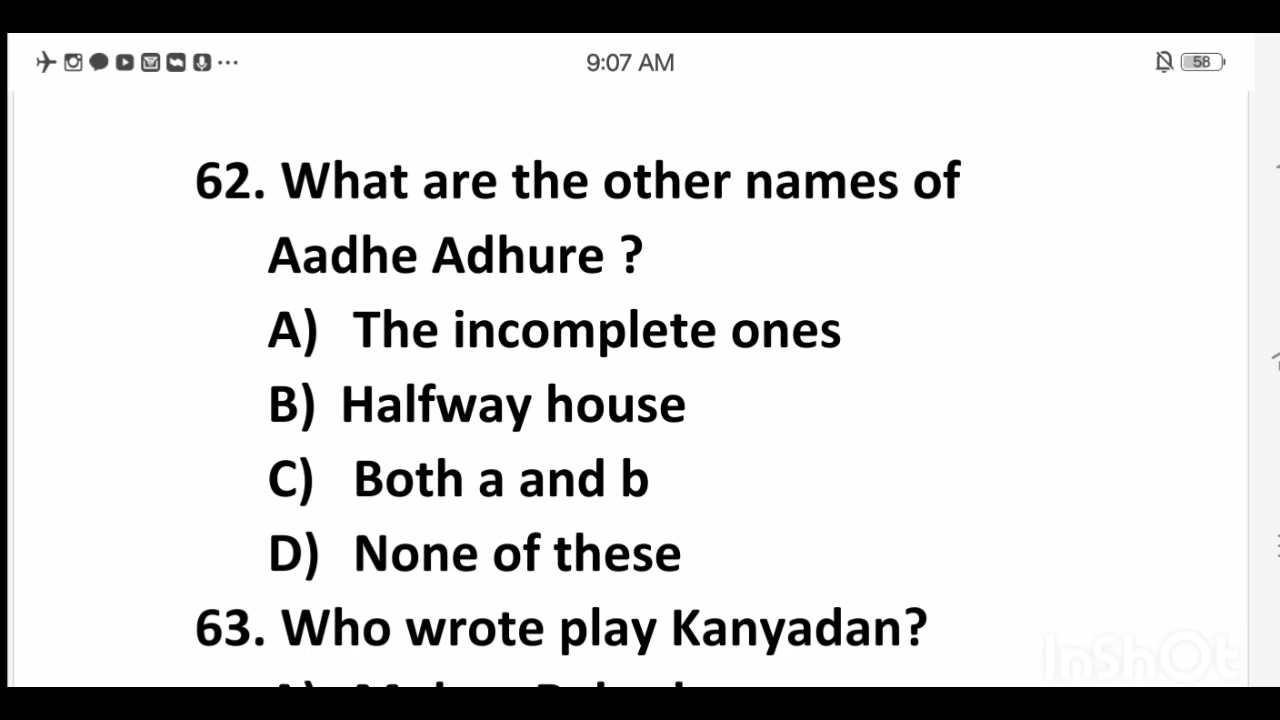 9:07 AM
58
62. What are the other names of
Aadhe Adhure ?
A) The incomplete ones
B) Halfway house
C) Both a and b
D) None of these
63. Who wrote play Kanyadan?
InShOt